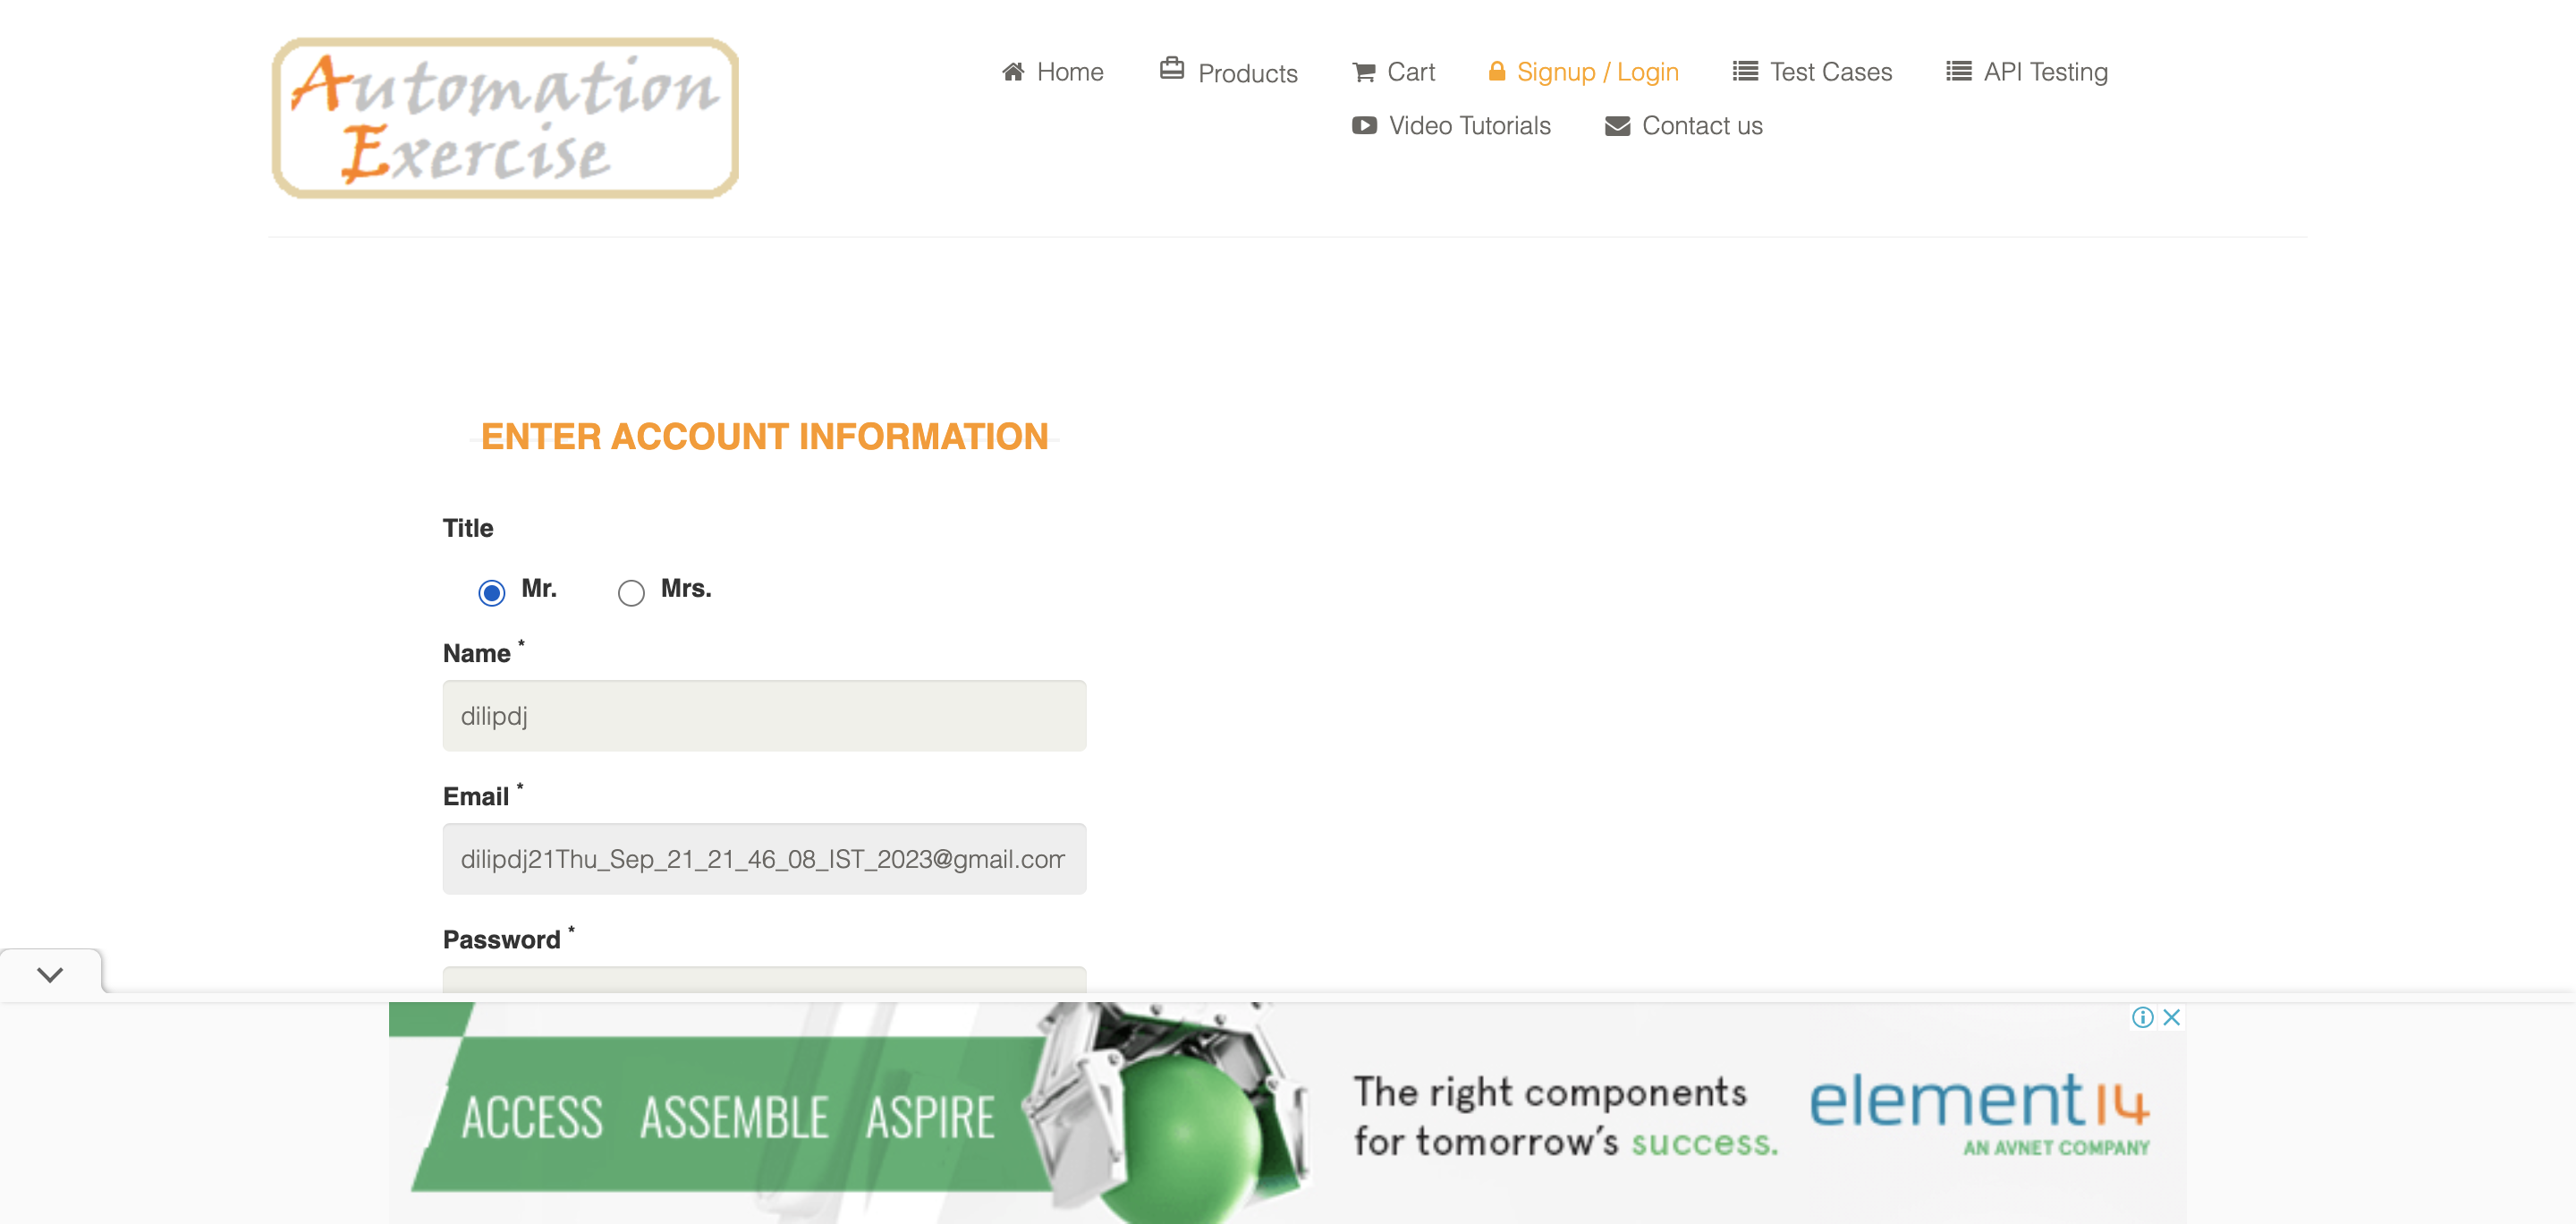 Automation
Exercise
Home
Products
Cart
Signup / Login
Test Cases
API Testing
Video Tutorials
Contact us
ENTER ACCOUNT INFORMATION
Title
Mr.
Mrs.
Name *
dilipdj
Email *
dilipdj21Thu_Sep_21_21_46_08_IST_2023@gmail.com
Password *
ACCESS ASSEMBLE ASPIRE
The right components
for tomorrow's success.
element14
AN AVNET COMPANY